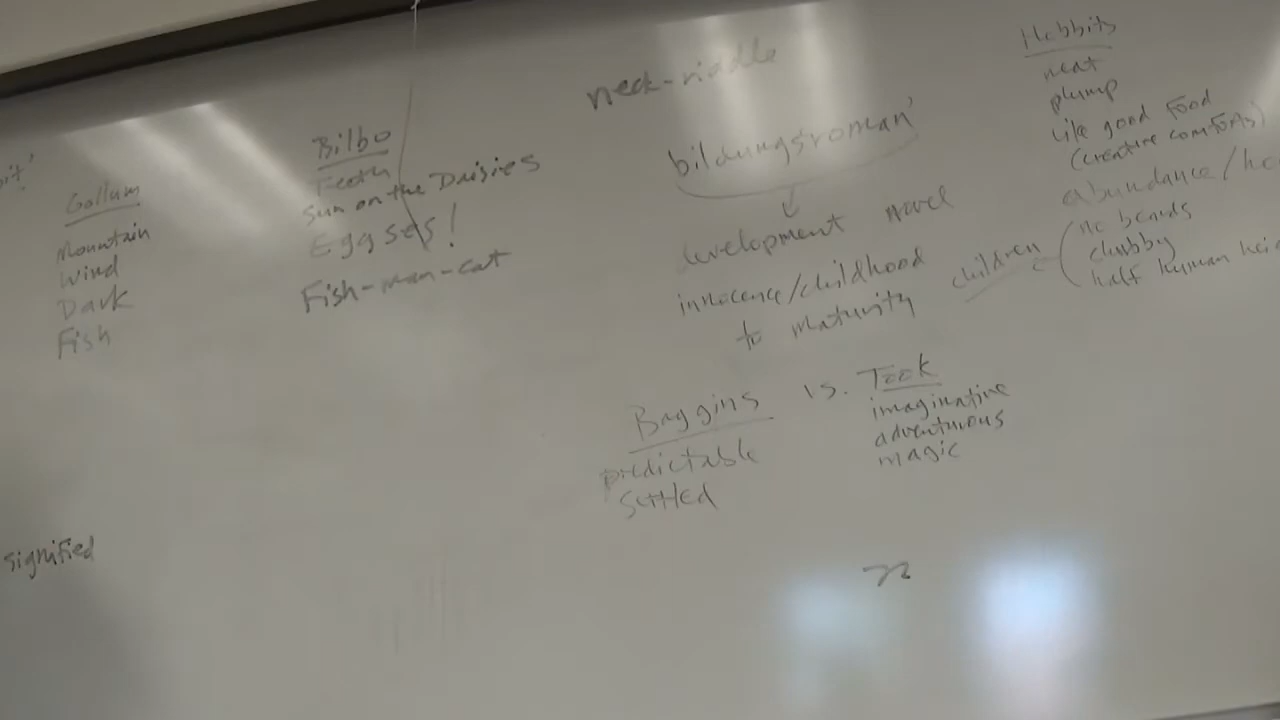 Gollum
Mountain
Wind
Dark
Fish
Bilbo
Teeth
Sun on the Daisies
Eggses!
Fish-man-cat
neck-riddle
bildungsroman'
development novel
innocence/childhood
to maturity
children
Baggins
predictable
settled
vs. Took
imaginative
adventurous
magic
Hobbits
neat
plump
like good food
(creature comforts)
abundance/
no beards
chubby
half human
signified